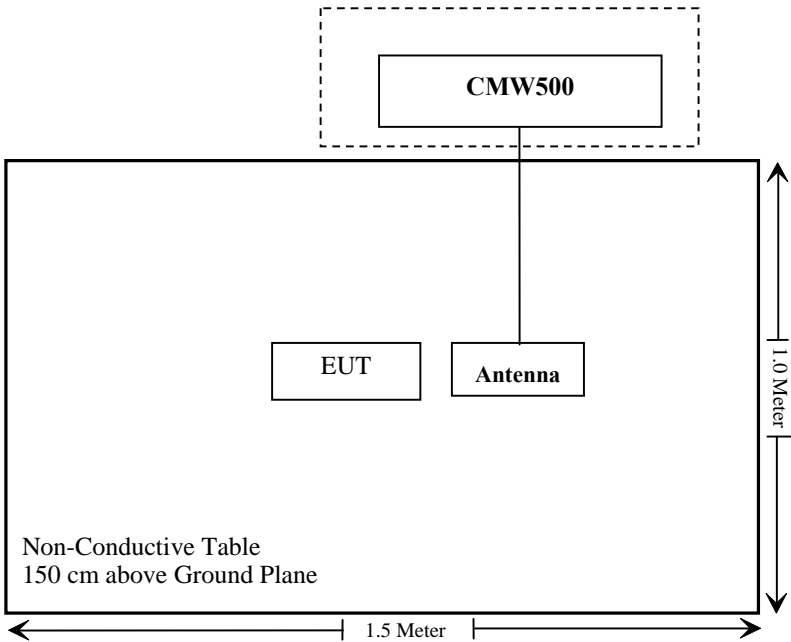 CMW500
EUT
Antenna
1.0 Meter
Non-Conductive Table
150 cm above Ground Plane
1.5 Meter